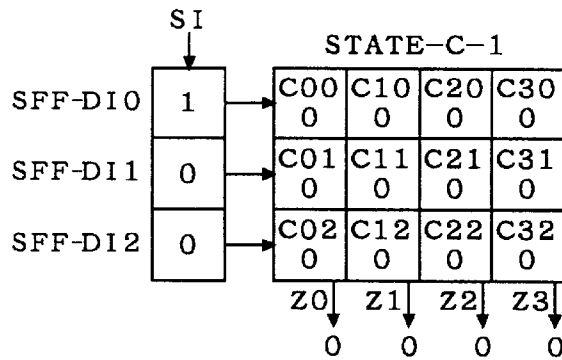 SI
STATE-C-1
SFF-DI0 1 C00 C10 C20 C30
0 0 0 0
SFF-DI1 0 C01 C11 C21 C31
0 0 0 0
SFF-DI2 0 C02 C12 C22 C32
0 0 0 0
Z0 Z1 Z2 Z3
0 0 0 0